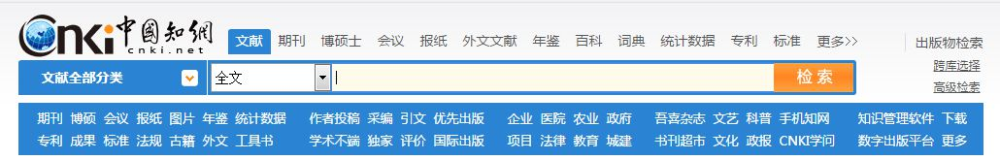 Cnki 中國知網
cnki.net
文献 期刊 博硕士 会议 报纸 外文文献 年鉴 百科 词典 统计数据 专利 标准 更多>> 出版物检索
跨库选择
文献全部分类 全文 检索
高级检索
期刊 博硕 会议 报纸 图片 年鉴 统计数据 作者投稿 采编 引文 优先出版 企业 医院 农业 政府 吾喜杂志 文艺 科普 手机知网 知识管理软件 下载
专利 成果 标准 法规 古籍 外文 工具书 学术不端 独家 评价 国际出版 项目 法律 教育 城建 书刊超市 文化 政报 CNKI学问 数字出版平台 更多